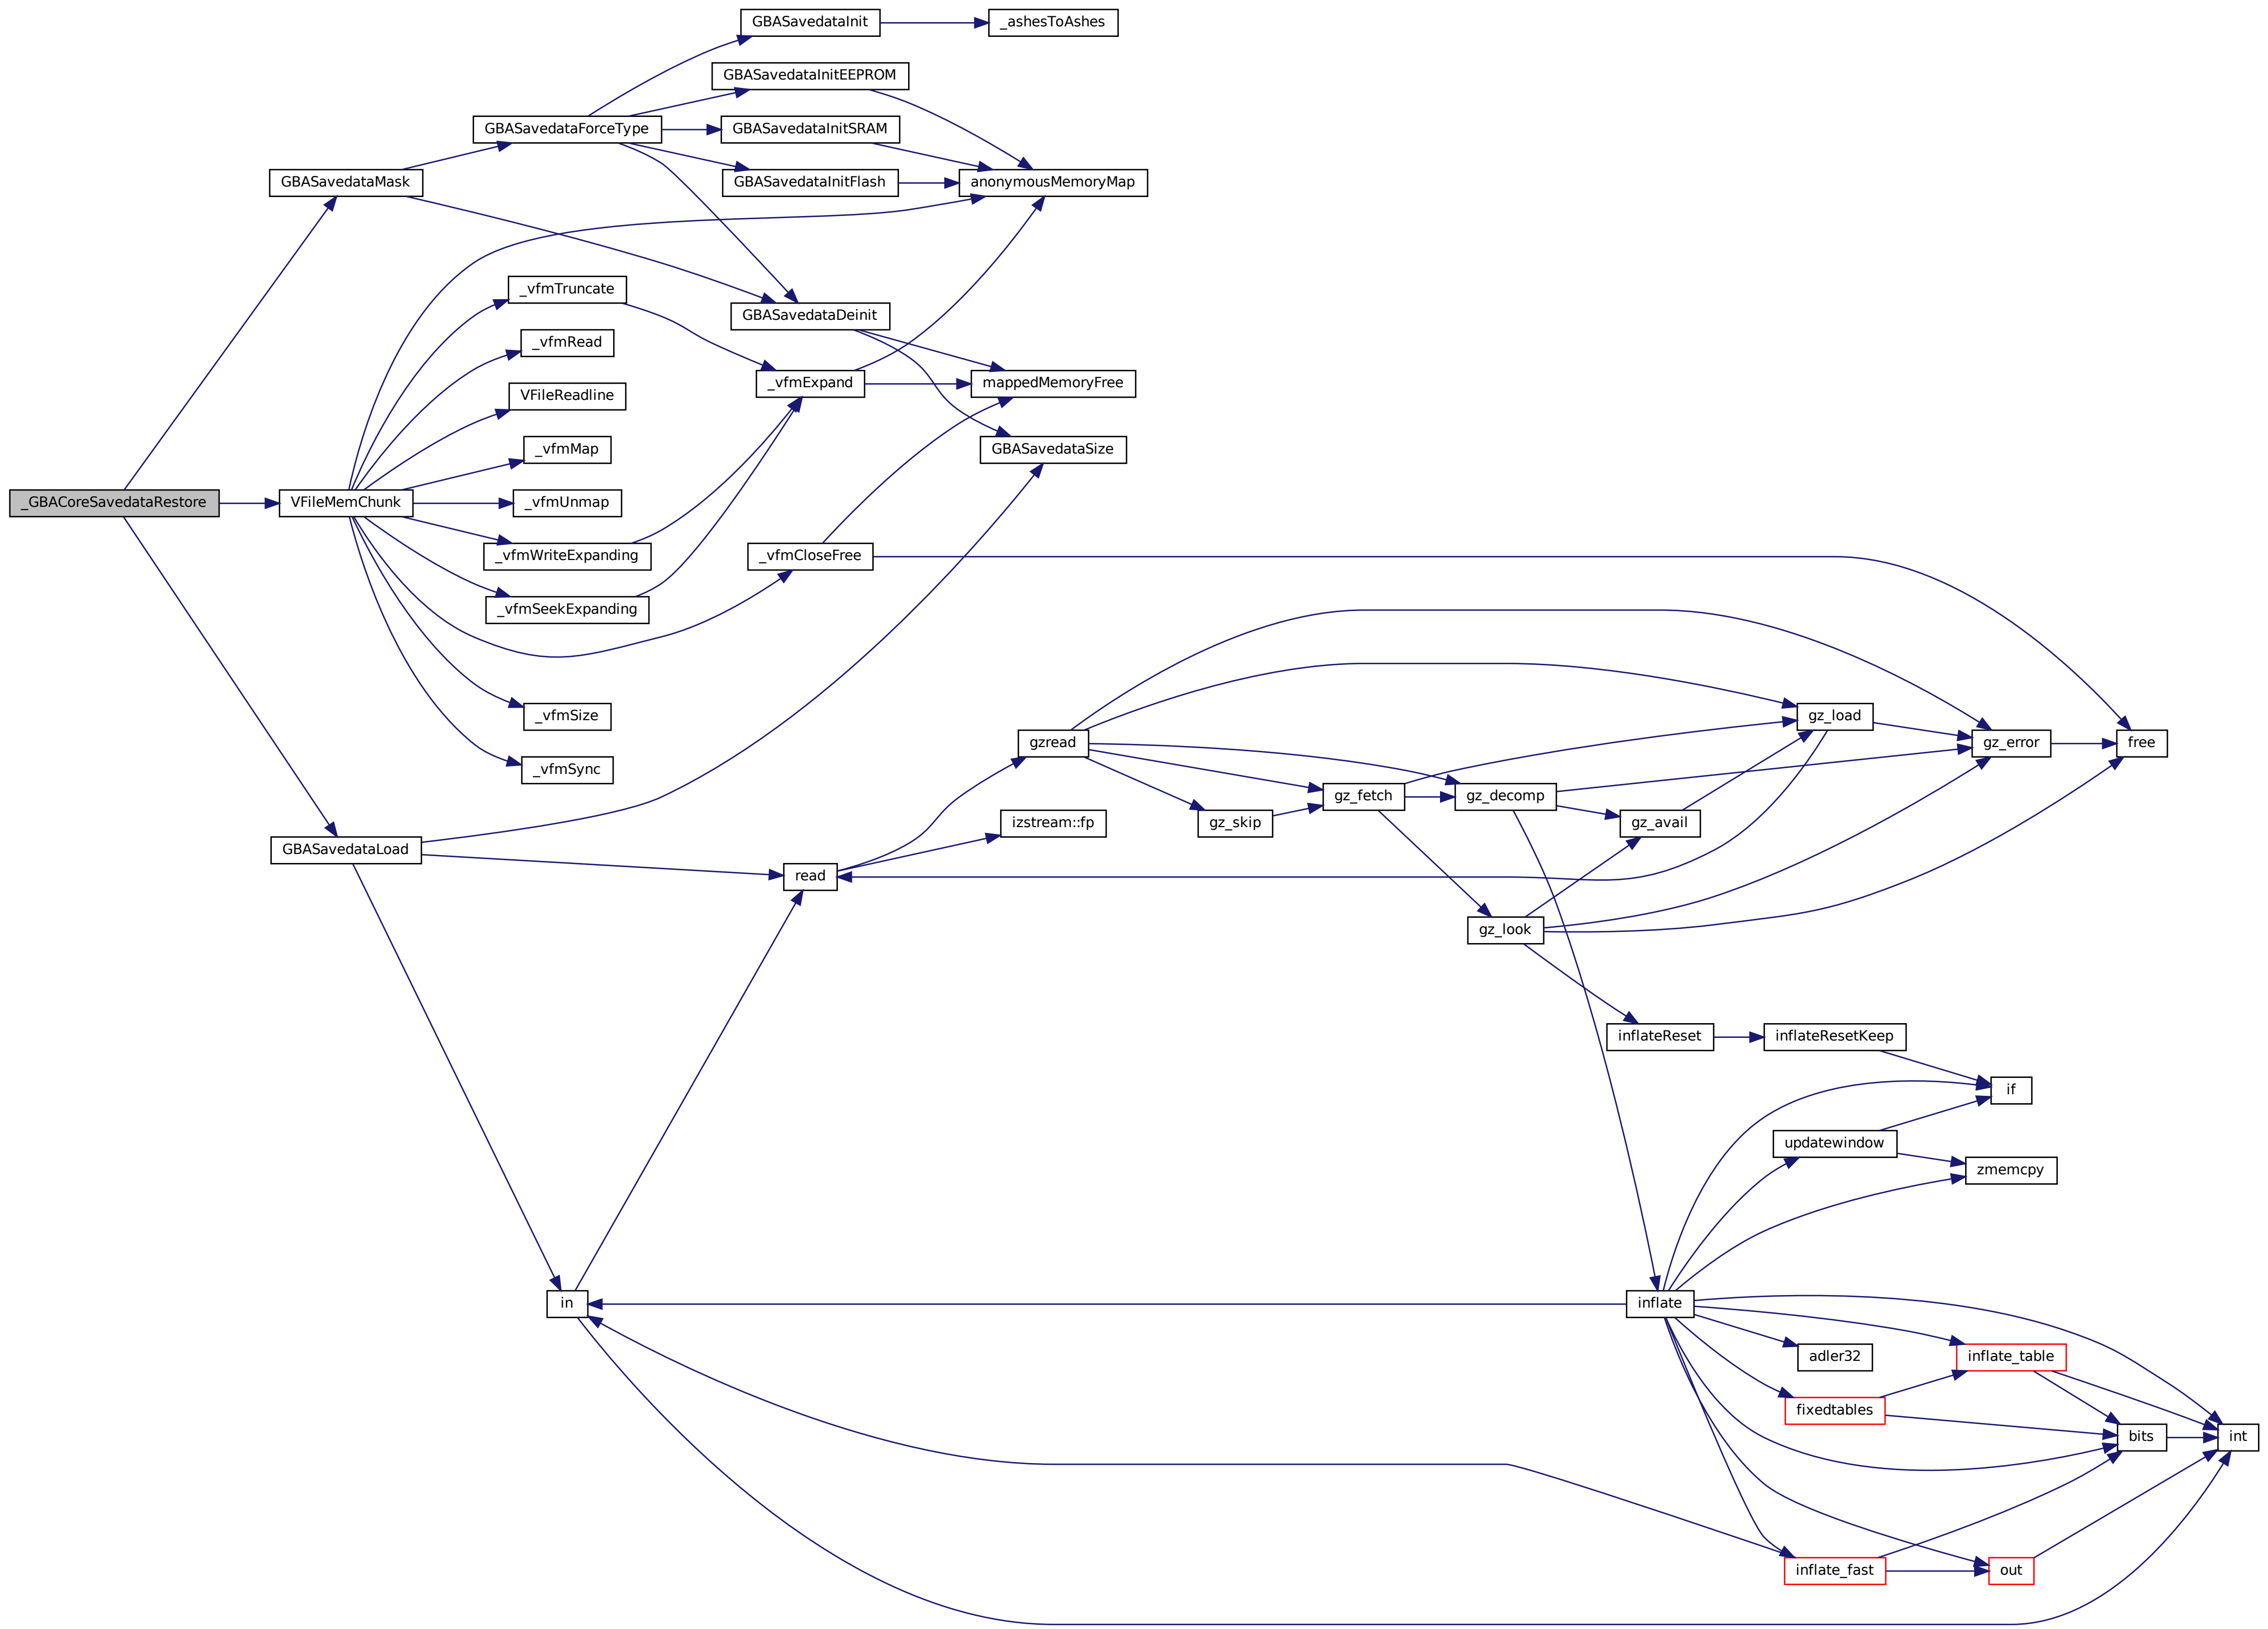 GBASavedataInit
_ashesToAshes
GBASavedataInitEEPROM
GBASavedataForceType
GBASavedataInitSRAM
GBASavedataMask
GBASavedataInitFlash
anonymousMemoryMap
_vfmTruncate
GBASavedataDeinit
_vfmRead
_vfmExpand
mappedMemoryFree
VFileReadline
_vfmMap
GBASavedataSize
_GBACoreSavedataRestore
VFileMemChunk
_vfmUnmap
_vfmWriteExpanding
_vfmCloseFree
_vfmSeekExpanding
_vfmSize
gz_load
gzread
gz_error
free
_vfmSync
gz_fetch
gz_decomp
izstream::fp
gz_skip
gz_avail
GBASavedataLoad
read
gz_look
inflateReset
inflateResetKeep
if
updatewindow
zmemcpy
in
inflate
adler32
inflate_table
fixedtables
bits
int
inflate_fast
out